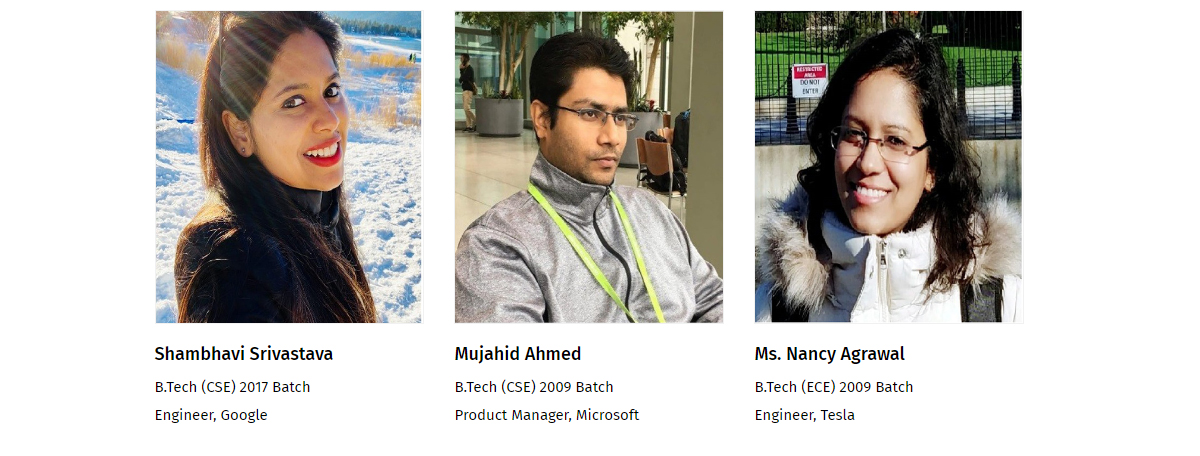 RESTRICTED
AREA
DO NOT
ENTER
Shambhavi Srivastava
B.Tech (CSE) 2017 Batch
Engineer, Google
Mujahid Ahmed
B.Tech (CSE) 2009 Batch
Product Manager, Microsoft
Ms. Nancy Agrawal
B.Tech (ECE) 2009 Batch
Engineer, Tesla